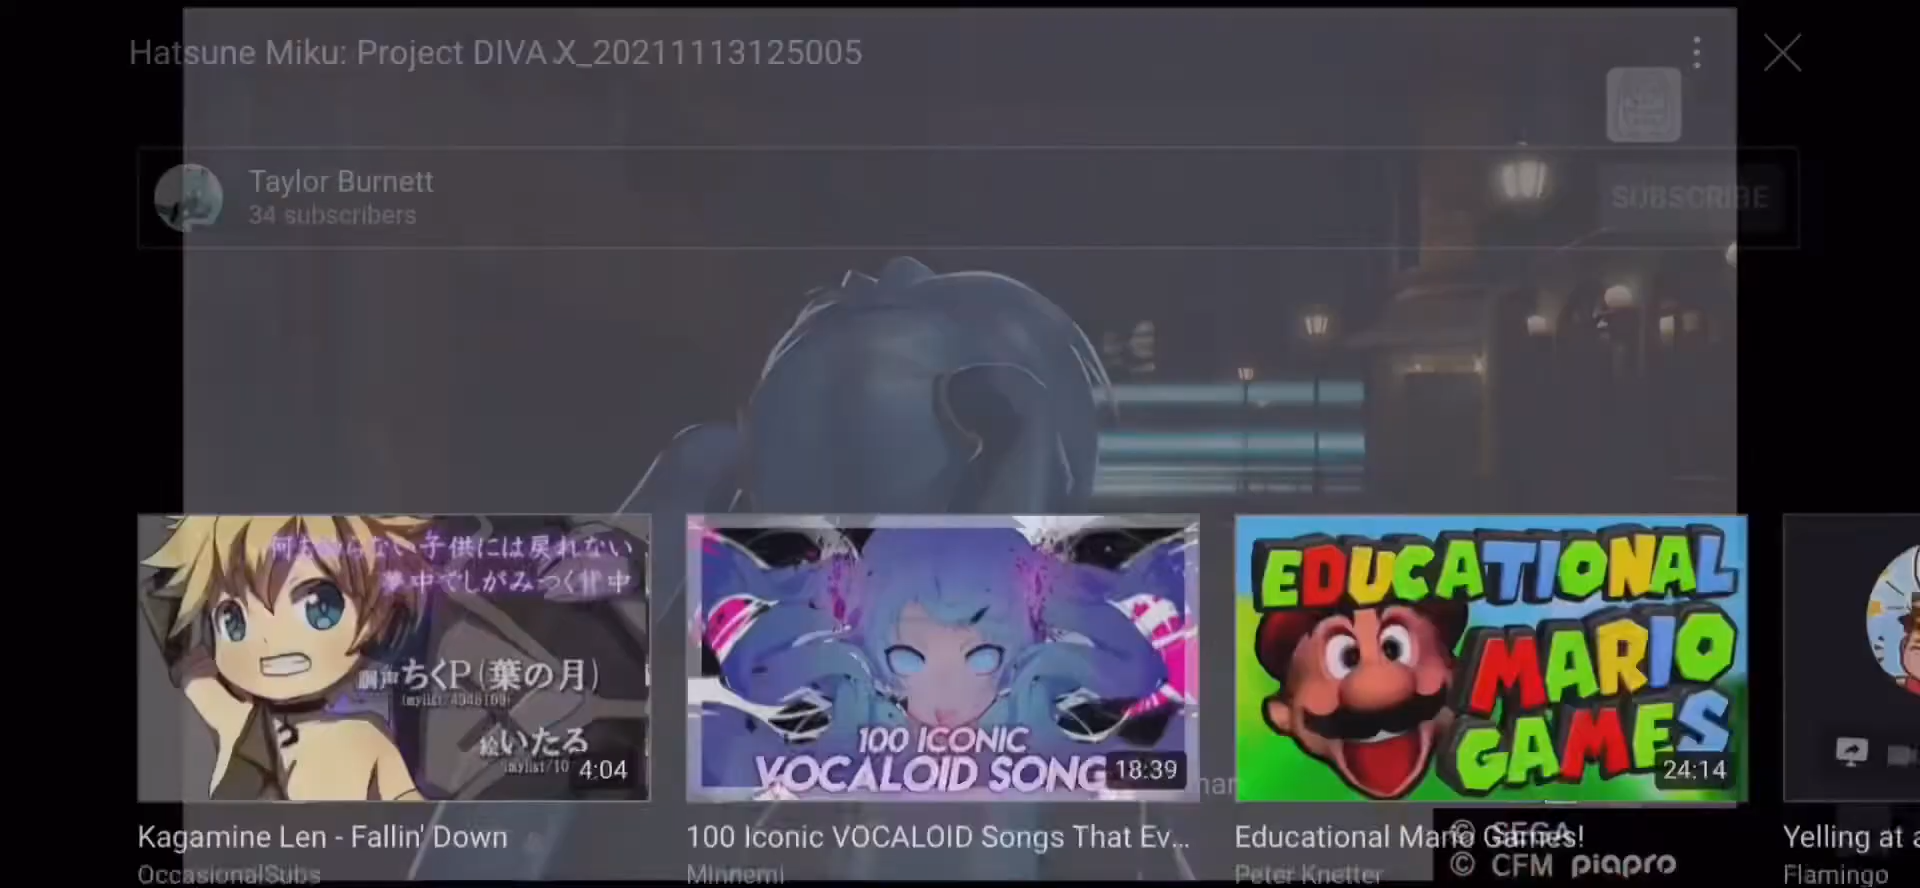 Hatsune Miku: Project DIVA X_20211113125005
Taylor Burnett
34 subscribers
SUBSCRIBE
ちくP(葉の月)
絵いたる
4:04
100 ICONIC
VOCALOID SONG
18:39
EDUCATIONAL
MARIO
GAMES
24:14
Kagamine Len - Fallin' Down
OccasionalSubs
100 Iconic VOCALOID Songs That Ev...
Minnemi
Educational Mario Games!
Peter Knetter
Yelling at a
Flamingo
© SEGA
© CFM piapro